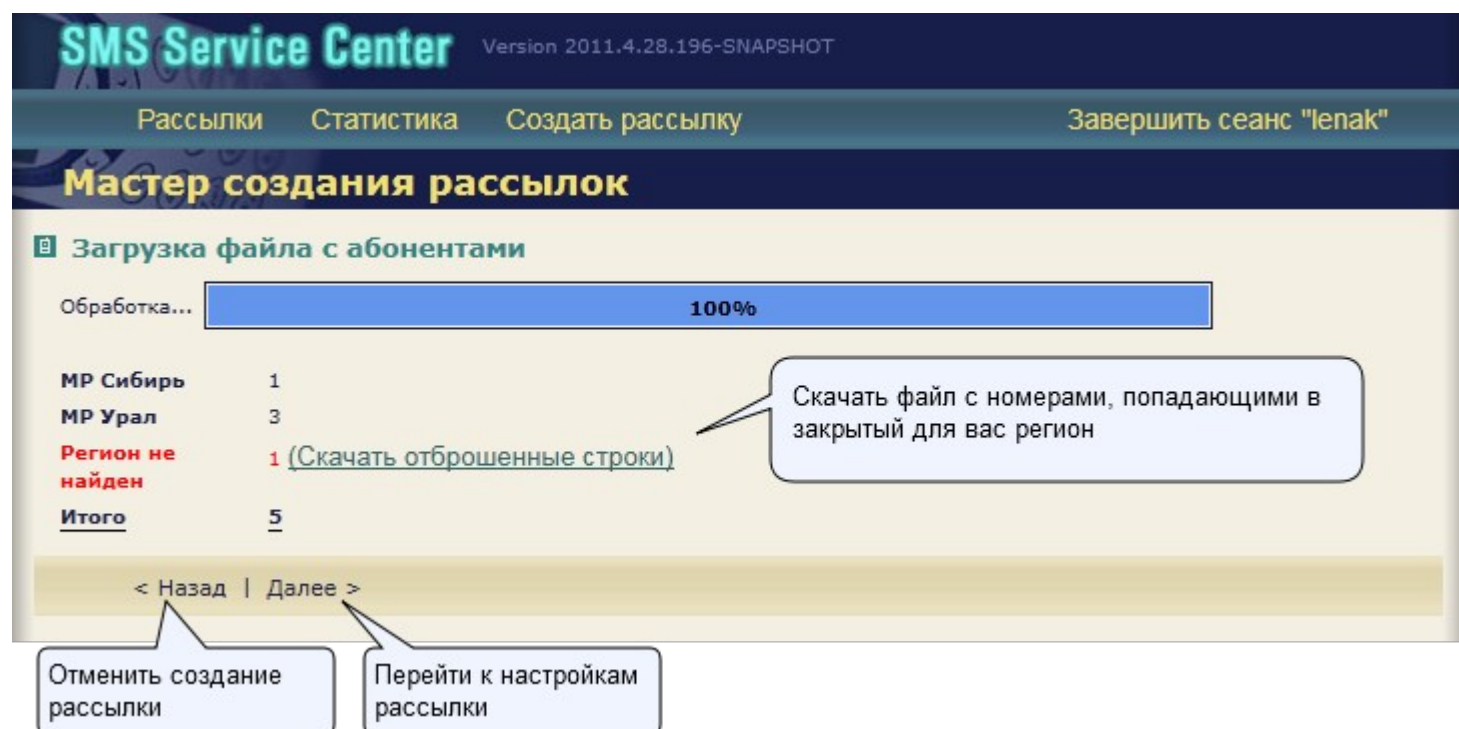 SMS Service Center Version 2011.4.28.196-SNAPSHOT
Рассылки Статистика Создать рассылку Завершить сеанс "lenak"
Мастер создания рассылок
Загрузка файла с абонентами
Обработка... 100%
МР Сибирь 1
МР Урал 3
Регион не
найден 1 (Скачать отброшенные строки)
Итого 5
Скачать файл с номерами, попадающими в
закрытый для вас регион
< Назад | Далее >
Отменить создание
рассылки
Перейти к настройкам
рассылки